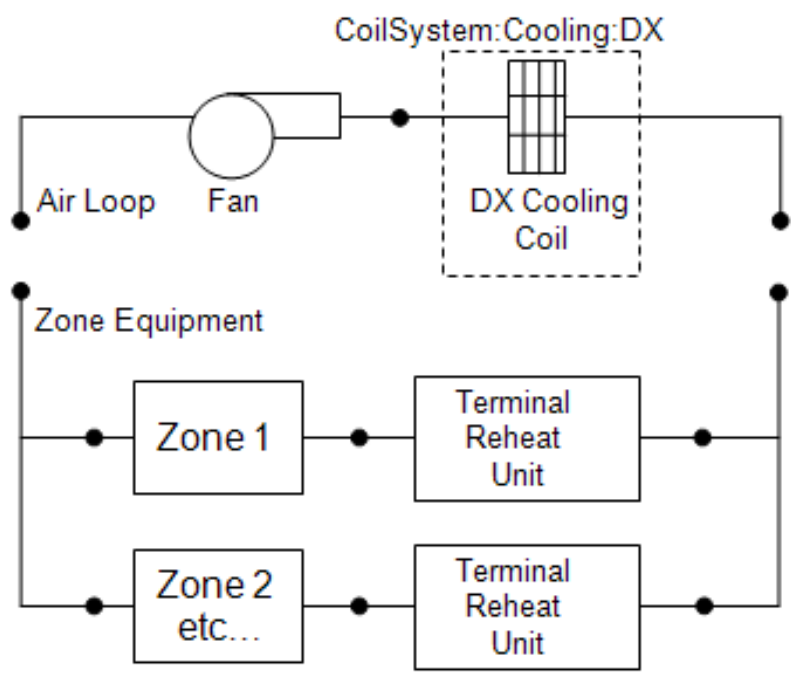 CoilSystem:Cooling:DX
Air Loop
Fan
DX Cooling
Coil
Zone Equipment
Zone 1
Terminal
Reheat
Unit
Zone 2
etc...
Terminal
Reheat
Unit